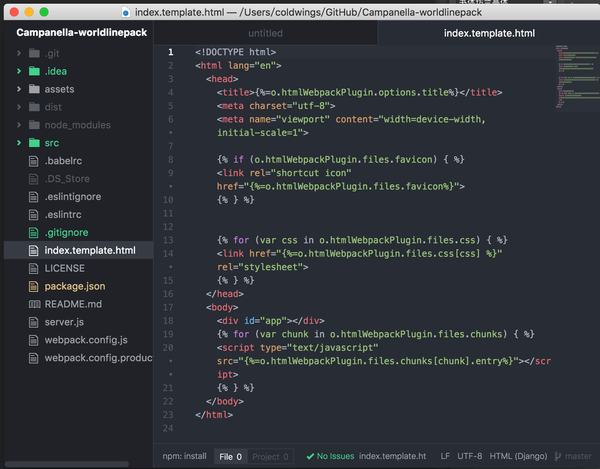 index.template.html — /Users/coldwings/GitHub/Campanella-worldlinepack
Campanella-worldlinepack
.git
.idea
assets
dist
node_modules
src
.babelrc
.DS_Store
.eslintignore
.eslintrc
.gitignore
index.template.html
LICENSE
package.json
README.md
server.js
webpack.config.js
webpack.config.produc
untitled
index.template.html
1 <!DOCTYPE html>
2 <html lang="en">
3 <head>
4 <title>{%=o.htmlWebpackPlugin.options.title%}</title>
5 <meta charset="utf-8">
6 <meta name="viewport" content="width=device-width,
• initial-scale=1">
7
8 {% if (o.htmlWebpackPlugin.files.favicon) { %}
9 <link rel="shortcut icon"
• href="{%=o.htmlWebpackPlugin.files.favicon%}">
10 {% } %}
11
12
13 {% for (var css in o.htmlWebpackPlugin.files.css) { %}
14 <link href="{%=o.htmlWebpackPlugin.files.css[css] %}"
• rel="stylesheet">
15 {% } %}
16 </head>
17 <body>
18 <div id="app"></div>
19 {% for (var chunk in o.htmlWebpackPlugin.files.chunks) { %}
20 <script type="text/javascript"
• src="{%=o.htmlWebpackPlugin.files.chunks[chunk].entry%}"></scr
• ipt>
21 {% } %}
22 </body>
23 </html>
24
npm: install File 0 Project 0 No Issues index.template.ht LF UTF-8 HTML (Django) master